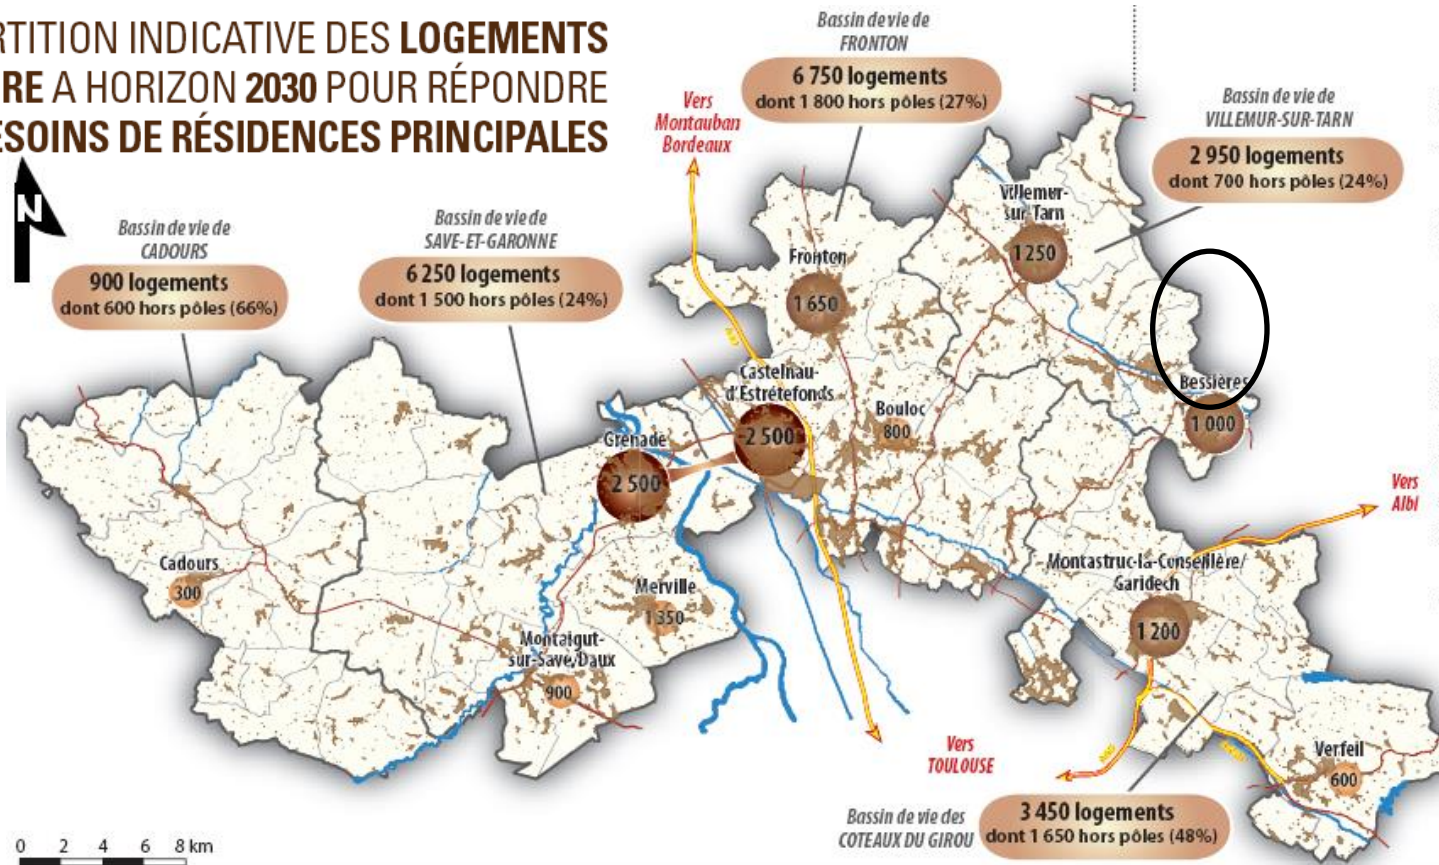 RTITION INDICATIVE DES LOGEMENTS
RE A HORIZON 2030 POUR RÉPONDRE
ESOINS DE RÉSIDENCES PRINCIPALES
N
Bassin de vie de
FRONTON
6 750 logements
dont 1 800 hors pôles (27%)
Vers
Montauban
Bordeaux
Bassin de vie de
VILLEMUR-SUR-TARN
2 950 logements
dont 700 hors pôles (24%)
Bassin de vie de
CADOURS
900 logements
dont 600 hors pôles (66%)
Bassin de vie de
SAVE-ET-GARONNE
6 250 logements
dont 1 500 hors pôles (24%)
Villemur-
sur-Tarn
1250
Fronton
1 650
Castelnau-
d'Estrétefonds
2 500
Bouloc
800
Bessières
1 000
Grenade
2 500
Vers
Albi
Cadours
300
Merville
1 350
Montaigut-
sur-Save/Daux
900
Montastruc-la-Conseillère/
Garidech
1 200
Vers
TOULOUSE
Verfeil
600
Bassin de vie des
COTEAUX DU GIROU
3 450 logements
dont 1 650 hors pôles (48%)
0 2 4 6 8 km